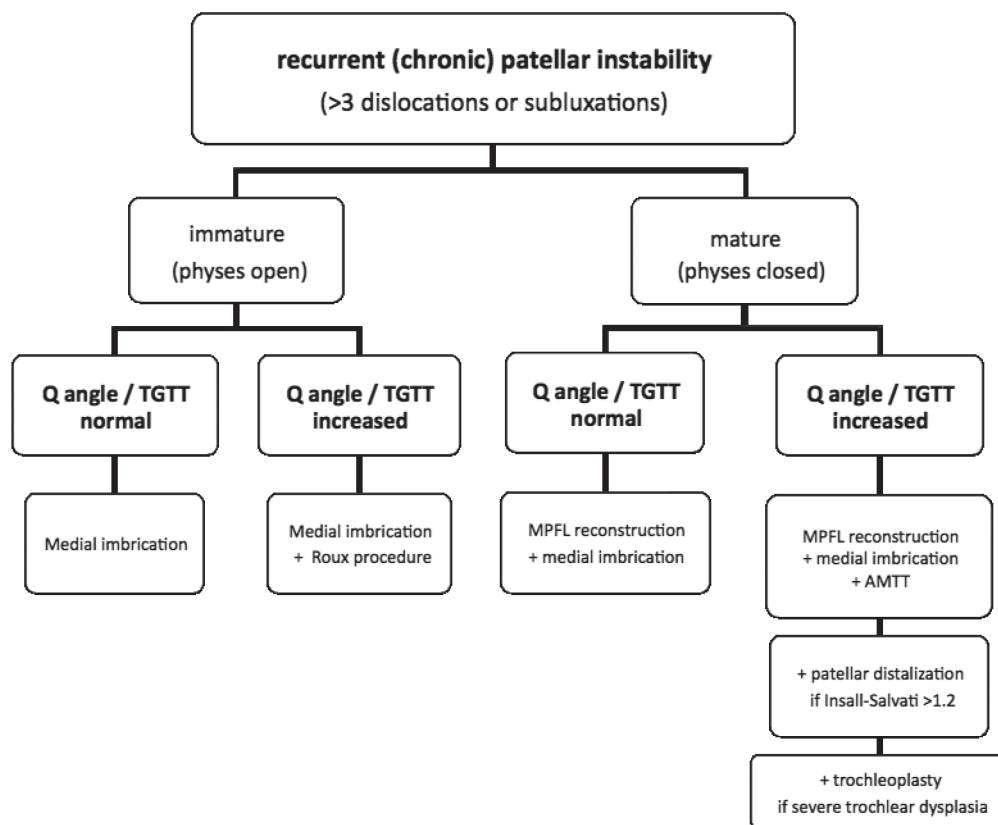 recurrent (chronic) patellar instability
(>3 dislocations or subluxations)
immature
(physes open)
mature
(physes closed)
Q angle / TGTT
normal
Q angle / TGTT
increased
Q angle / TGTT
normal
Q angle / TGTT
increased
Medial imbrication
Medial imbrication
+ Roux procedure
MPFL reconstruction
+ medial imbrication
MPFL reconstruction
+ medial imbrication
+ AMTT
+ patellar distalization
if Insall-Salvati >1.2
+ trochleoplasty
if severe trochlear dysplasia